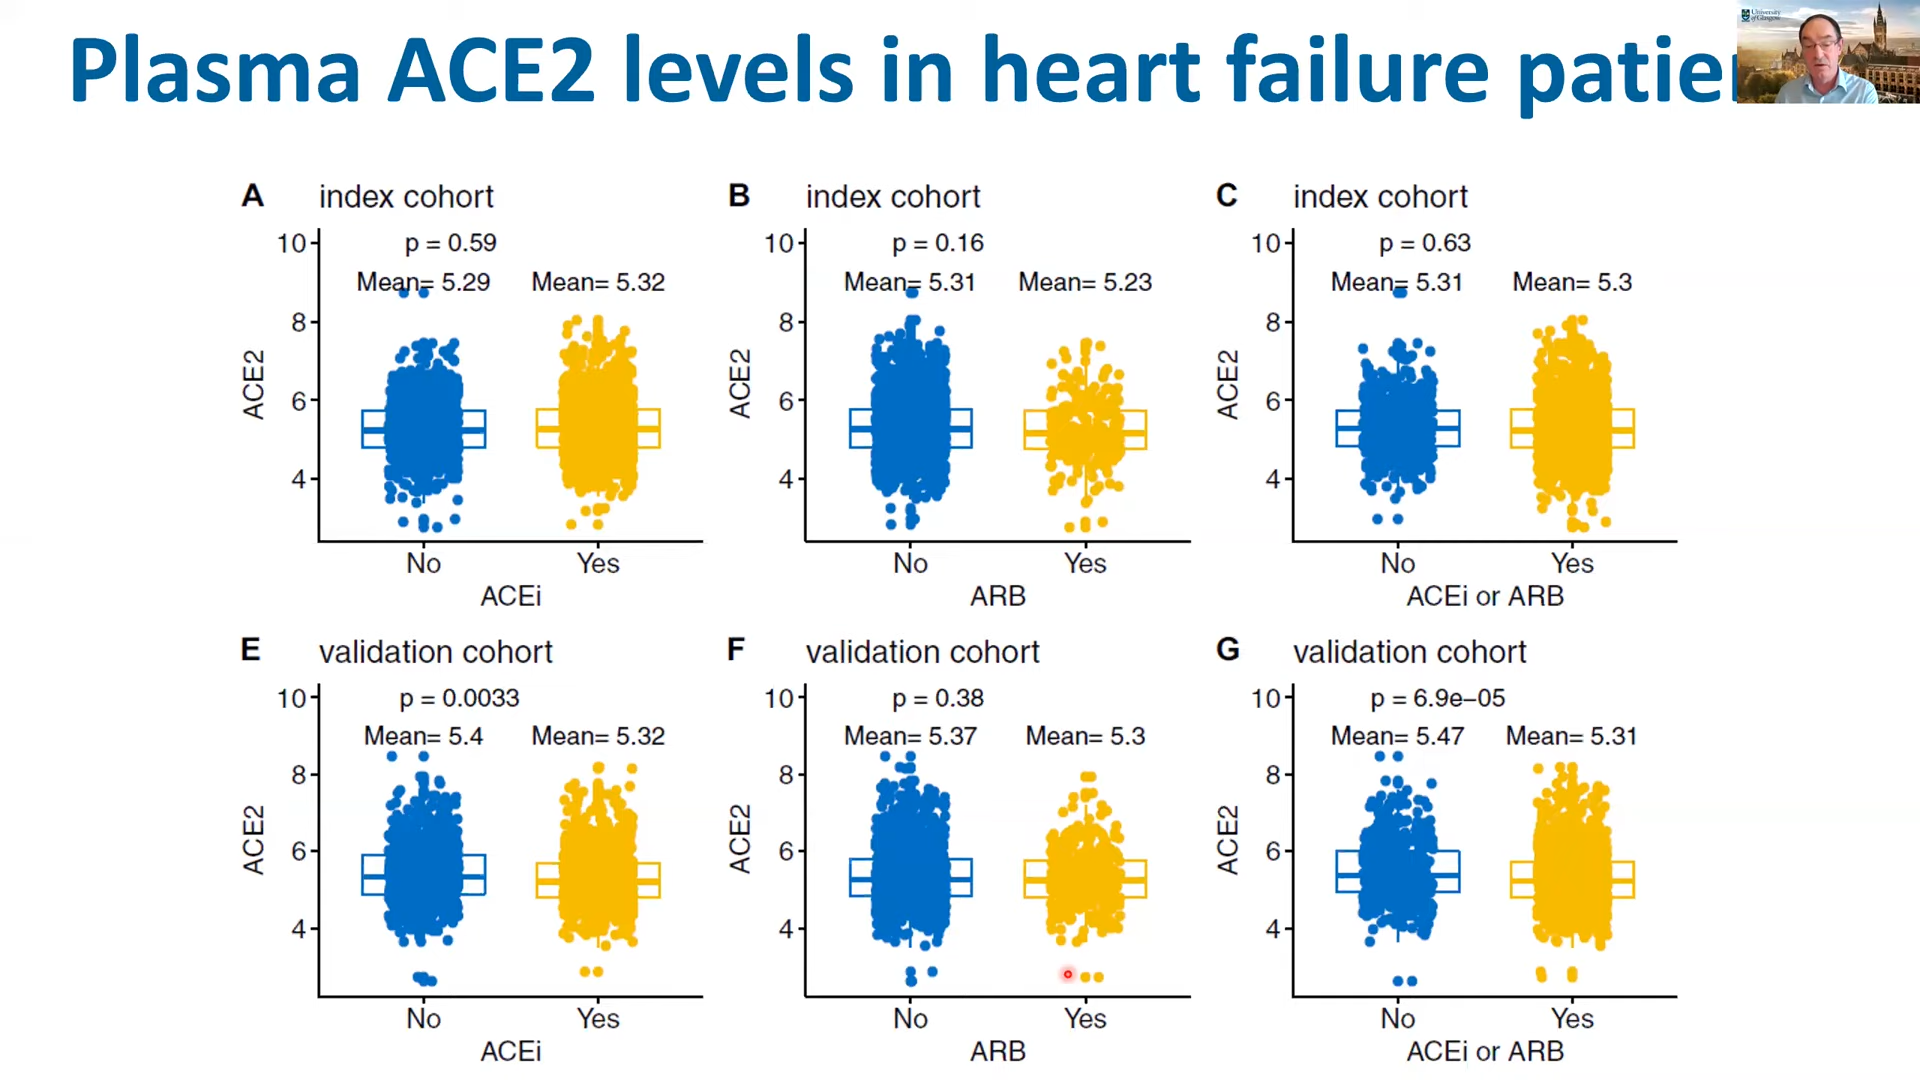 Plasma ACE2 levels in heart failure patie
University
of Glasgow
A index cohort
p = 0.59
Mean= 5.29 Mean= 5.32
10
8
6
4
ACE2
No Yes
ACEi
B index cohort
p = 0.16
Mean= 5.31 Mean= 5.23
10
8
6
4
ACE2
No Yes
ARB
C index cohort
p = 0.63
Mean= 5.31 Mean= 5.3
10
8
6
4
ACE2
No Yes
ACEi or ARB
E validation cohort
p = 0.0033
Mean= 5.4 Mean= 5.32
10
8
6
4
ACE2
No Yes
ACEi
F validation cohort
p = 0.38
Mean= 5.37 Mean= 5.3
10
8
6
4
ACE2
No Yes
ARB
G validation cohort
p = 6.9e−05
Mean= 5.47 Mean= 5.31
10
8
6
4
ACE2
No Yes
ACEi or ARB